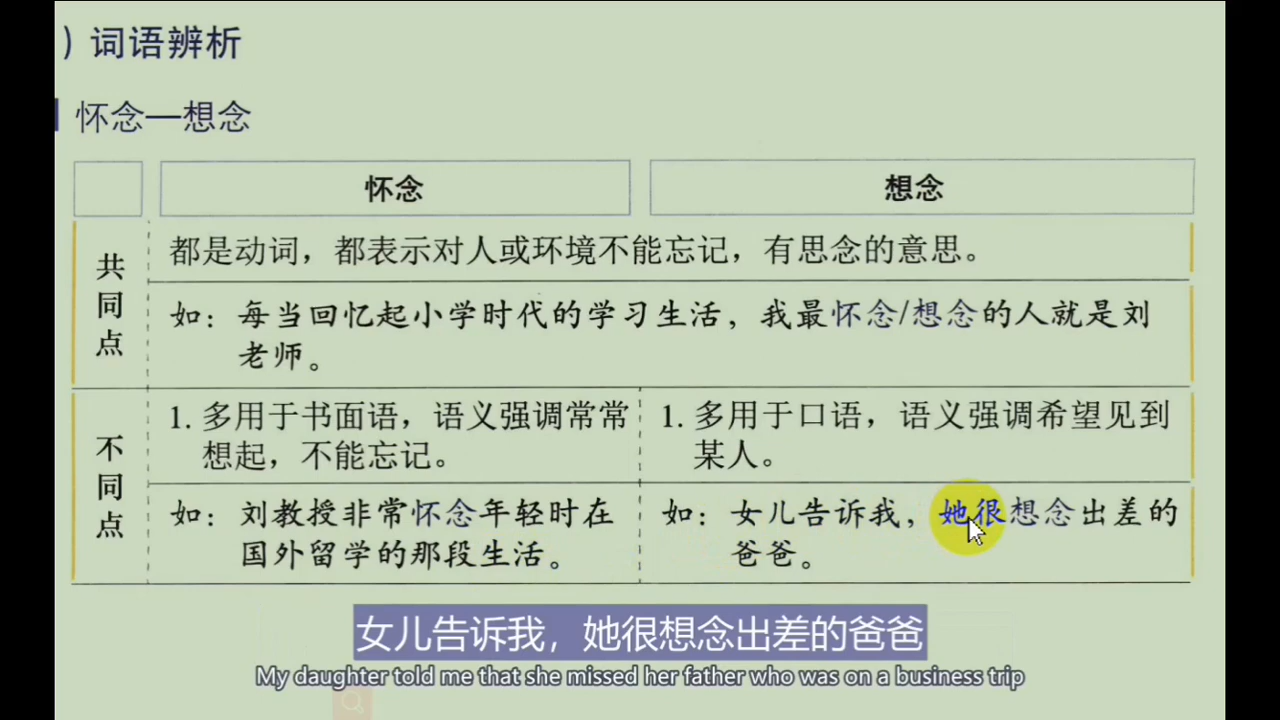 ) 词语辨析
怀念—想念
怀念
想念
共同点
都是动词，都表示对人或环境不能忘记，有思念的意思。
如：每当回忆起小学时代的学习生活，我最怀念/想念的人就是刘
老师。
不同点
1. 多用于书面语，语义强调常常
想起，不能忘记。
1. 多用于口语，语义强调希望见到
某人。
如：刘教授非常怀念年轻时在
国外留学的那段生活。
如：女儿告诉我，她很想念出差的
爸爸。
女儿告诉我，她很想念出差的爸爸
My daughter told me that she missed her father who was on a business trip